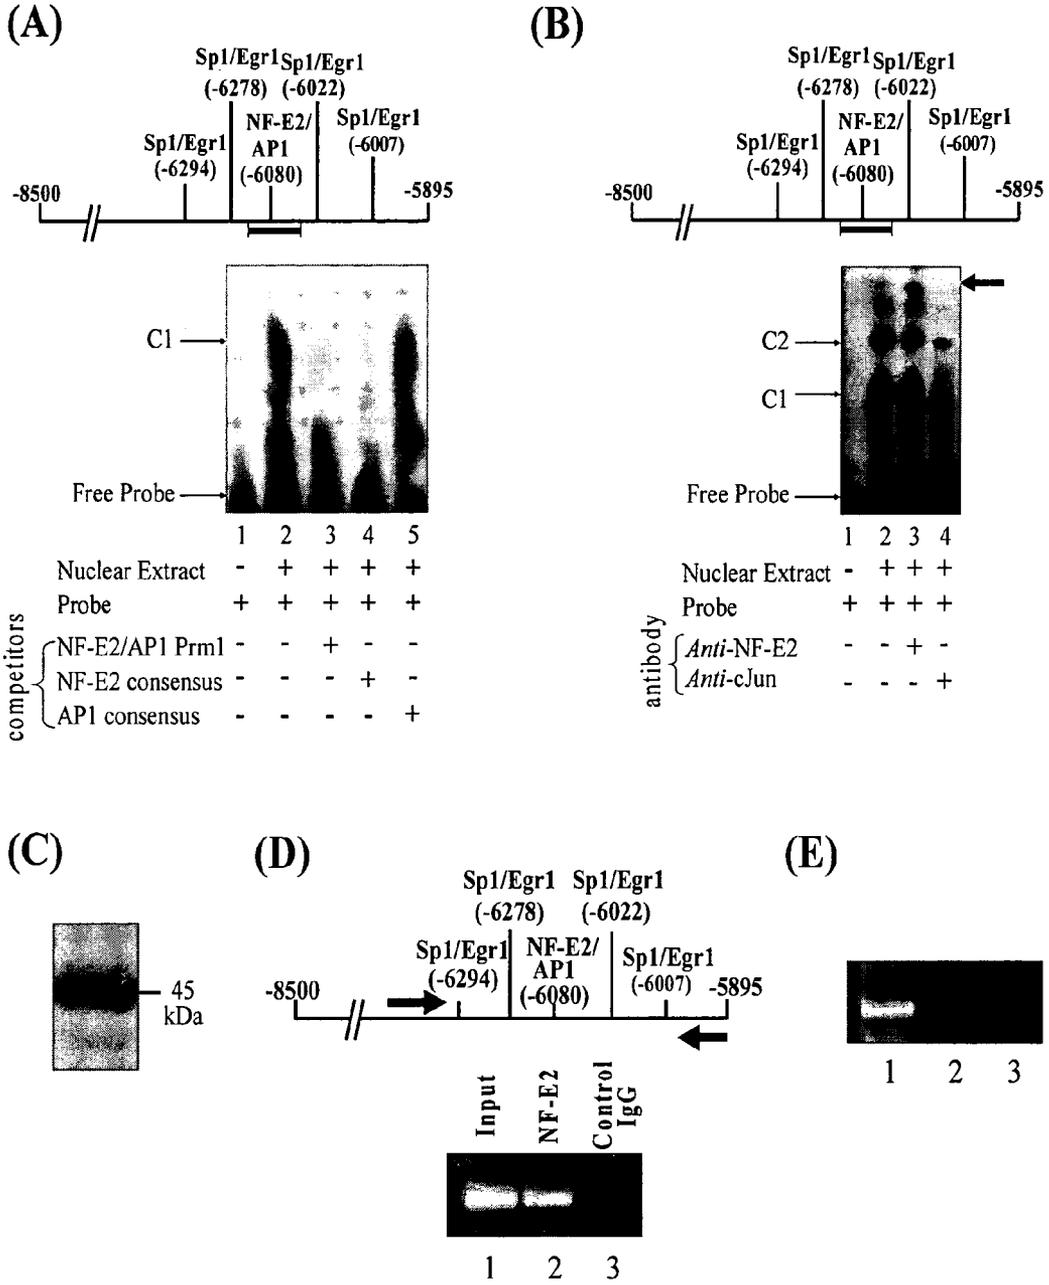 (A)
Sp1/Egr1 Sp1/Egr1
(-6278) (-6022)
Sp1/Egr1 NF-E2/ Sp1/Egr1
(-6294) AP1 (-6007)
(-6080)
-8500 -5895
C1
Free Probe
1 2 3 4 5
Nuclear Extract - + + + +
Probe + + + + +
competitors
NF-E2/AP1 Prm1 - - + - -
NF-E2 consensus - - - + -
AP1 consensus - - - - +
(B)
Sp1/Egr1 Sp1/Egr1
(-6278) (-6022)
Sp1/Egr1 NF-E2/ Sp1/Egr1
(-6294) AP1 (-6007)
(-6080)
-8500 -5895
C2
C1
Free Probe
1 2 3 4
Nuclear Extract - + + +
Probe + + + +
antibody
Anti-NF-E2 - - + -
Anti-cJun - - - +
(C)
45
kDa
(D)
Sp1/Egr1 Sp1/Egr1
(-6278) (-6022)
Sp1/Egr1 NF-E2/ Sp1/Egr1
(-6294) AP1 (-6007)
(-6080)
-8500 -5895
Input
NF-E2
Control
IgG
1 2 3
(E)
1 2 3